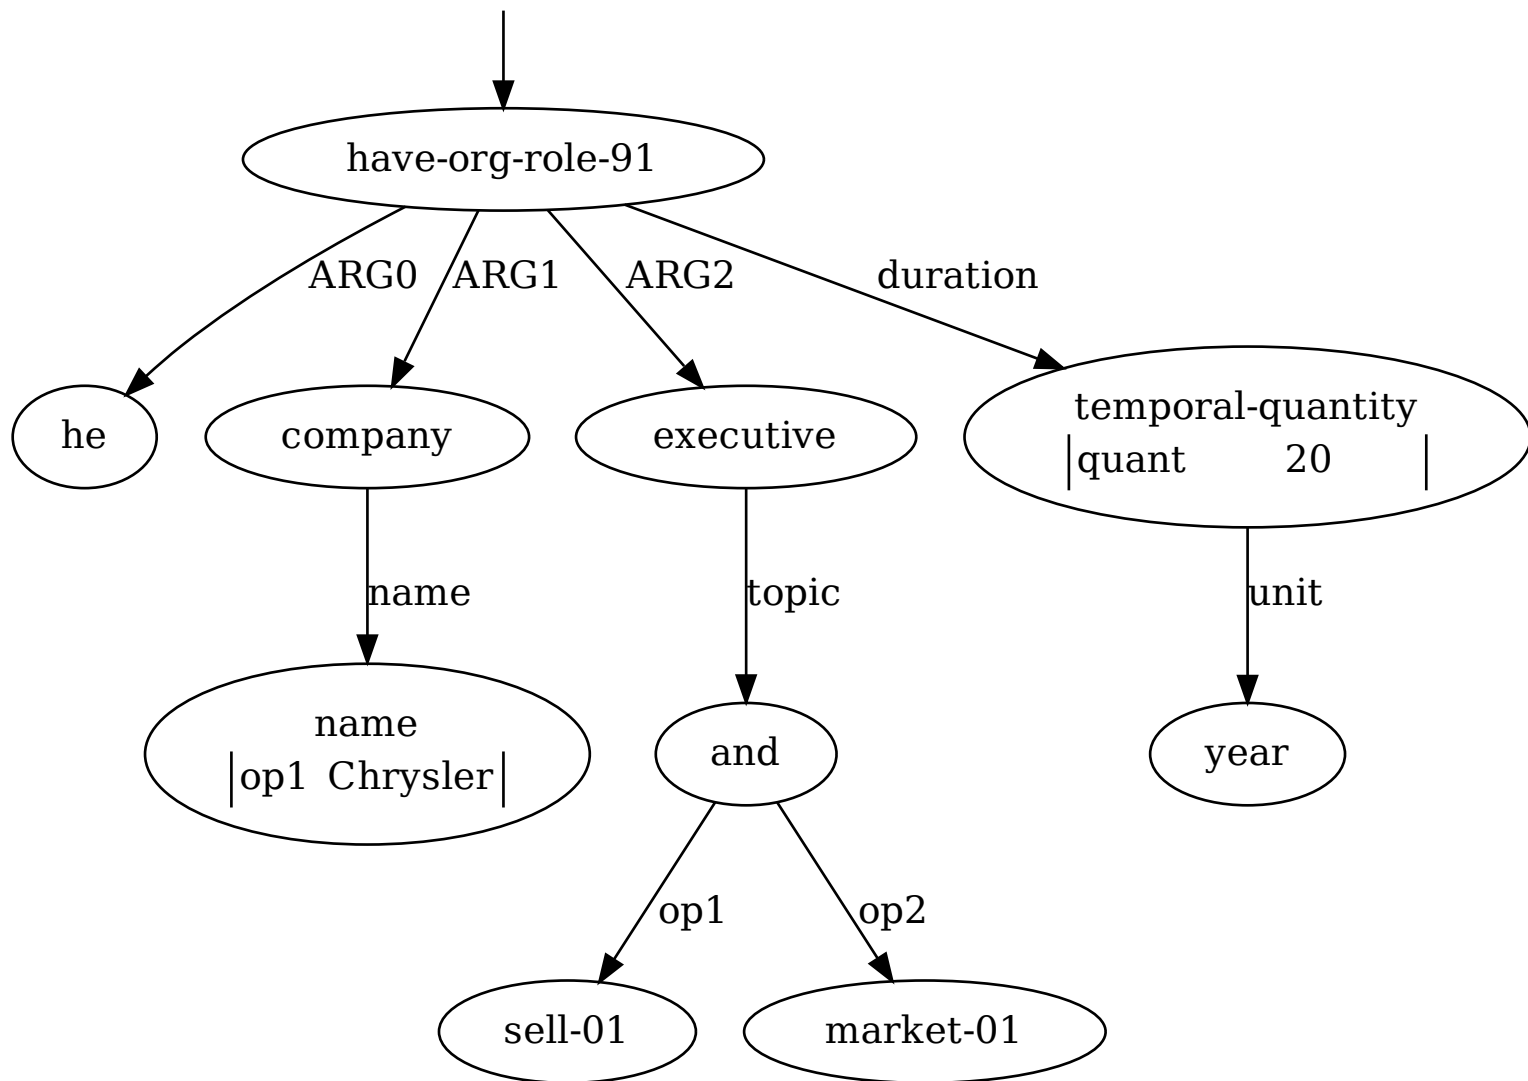 have-org-role-91
ARG0 ARG1 ARG2 duration
he company executive temporal-quantity
quant 20
name topic unit
name
op1 Chrysler
and year
op1 op2
sell-01 market-01